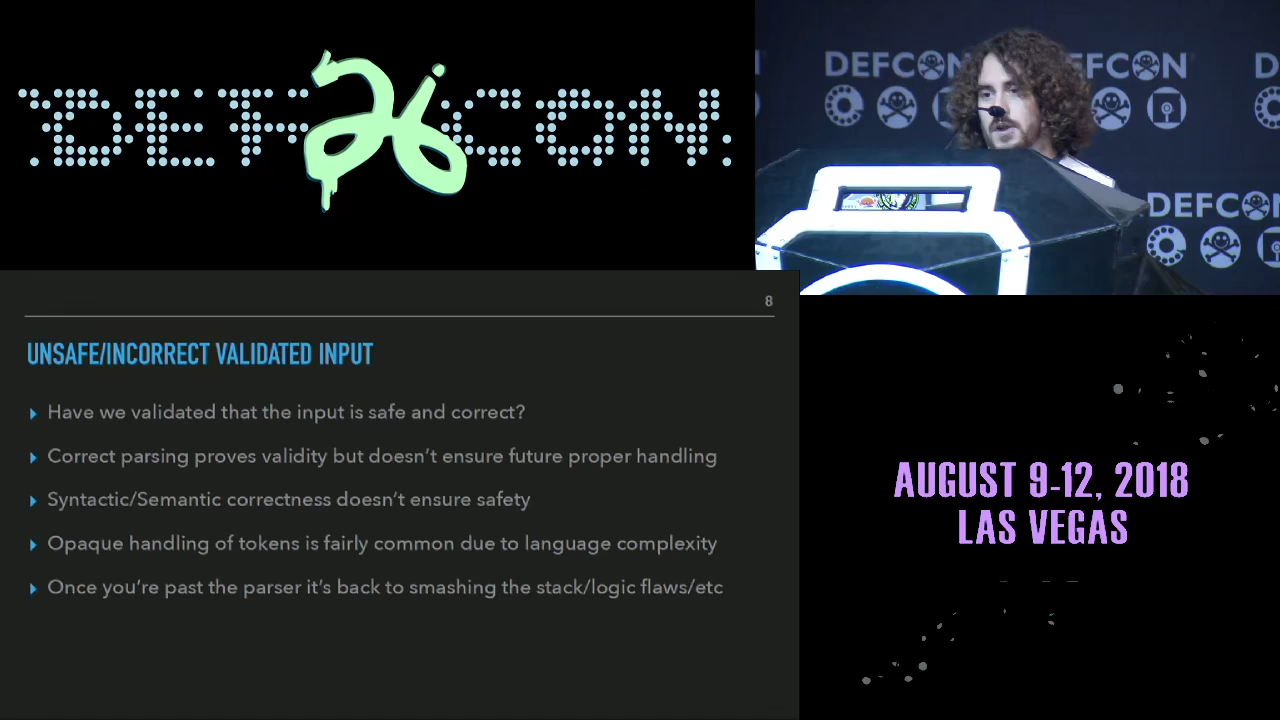 DEF 26 CON
DEFCON
DEFCON
DEFCON
8
UNSAFE/INCORRECT VALIDATED INPUT
Have we validated that the input is safe and correct?
Correct parsing proves validity but doesn't ensure future proper handling
Syntactic/Semantic correctness doesn't ensure safety
Opaque handling of tokens is fairly common due to language complexity
Once you're past the parser it's back to smashing the stack/logic flaws/etc
AUGUST 9-12, 2018
LAS VEGAS